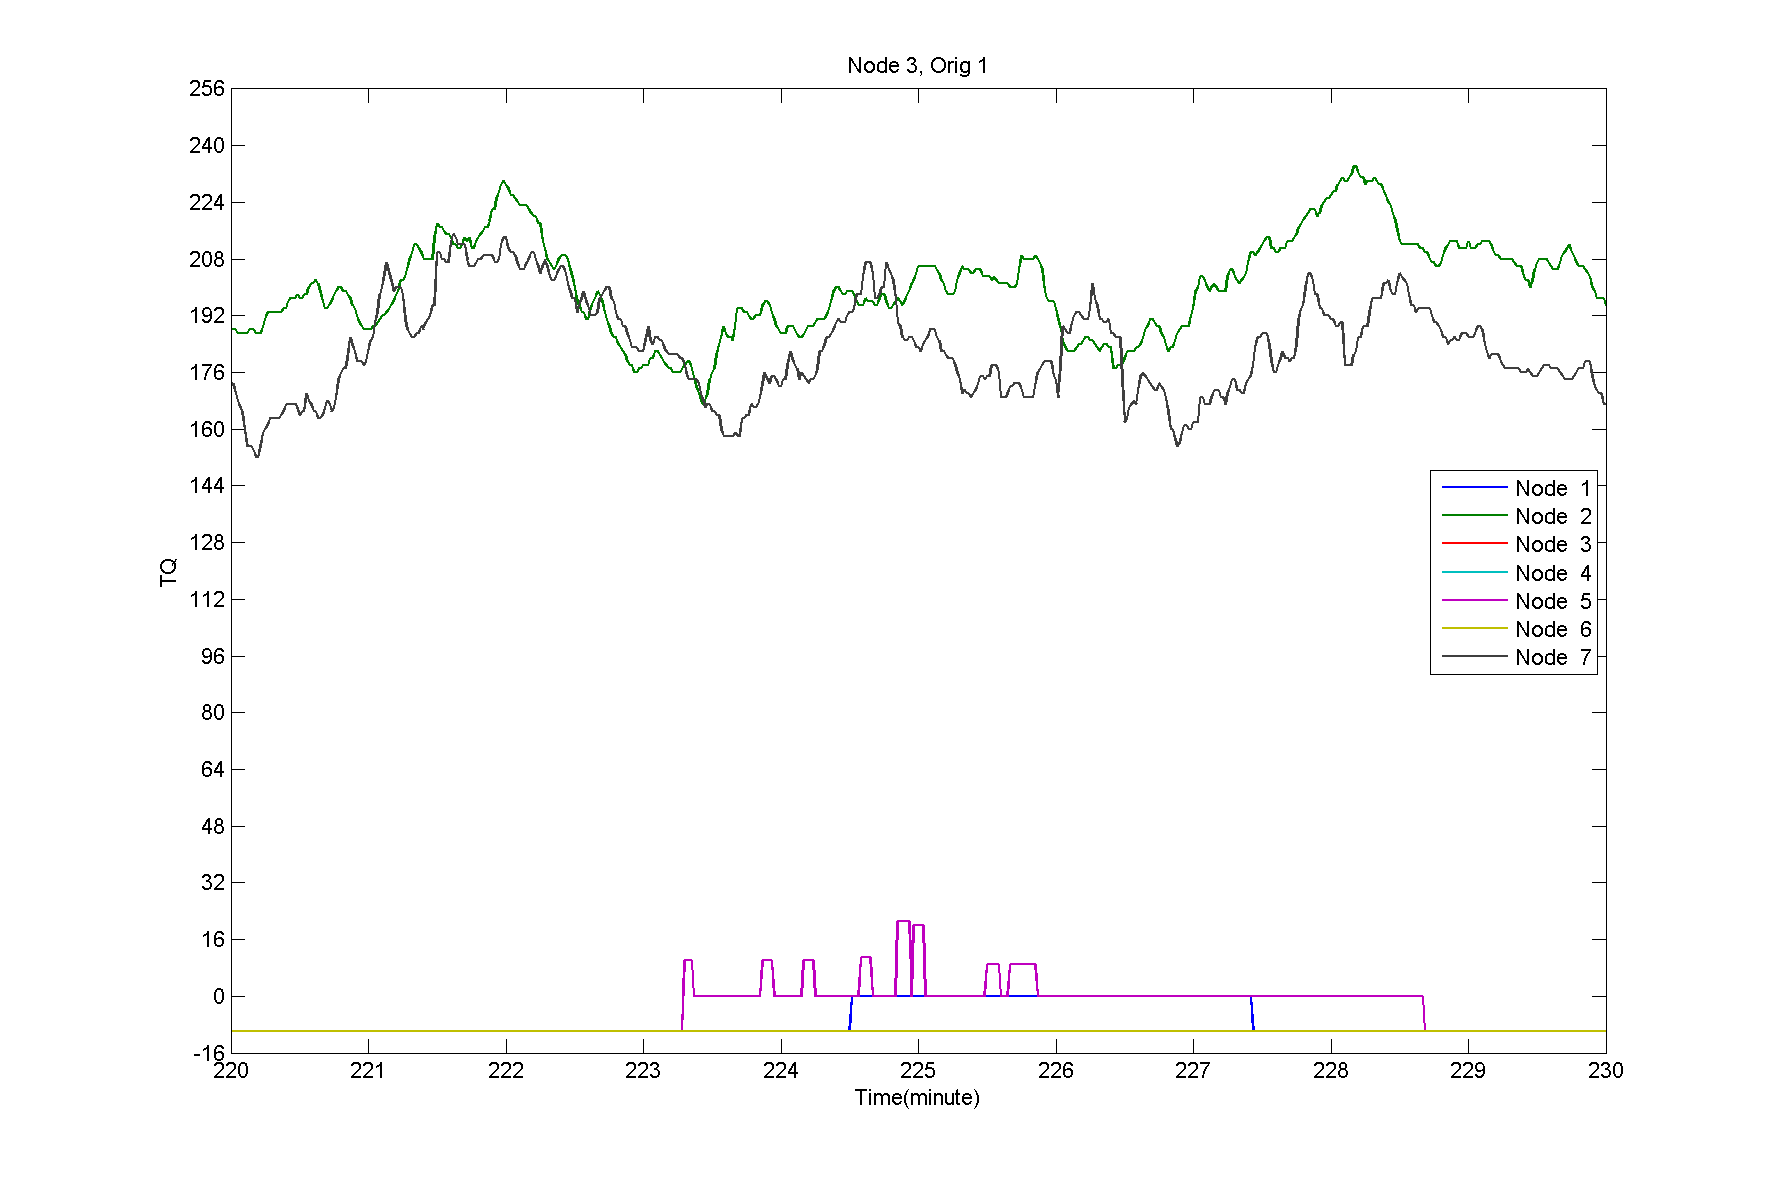 Node 3, Orig 1
256
240
224
208
192
176
160
144
128
112
96
80
64
48
32
16
0
-16
TQ
Node 1
Node 2
Node 3
Node 4
Node 5
Node 6
Node 7
220 221 222 223 224 225 226 227 228 229 230
Time(minute)